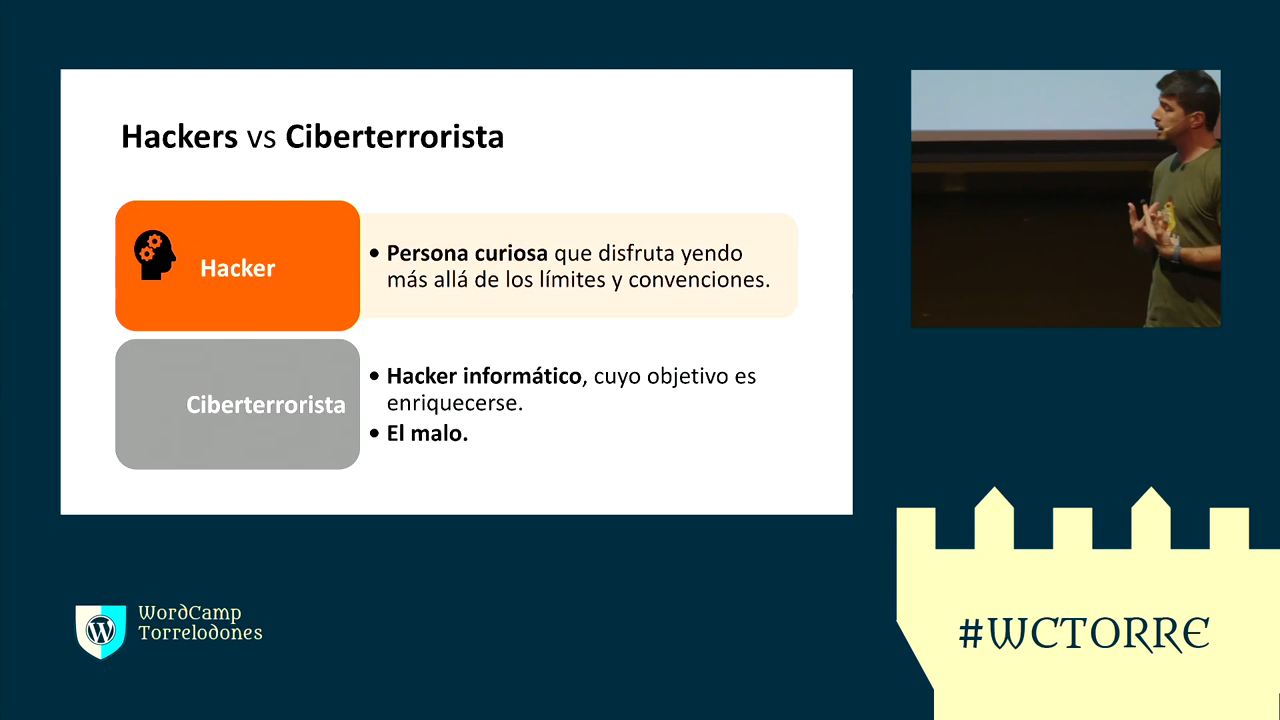 Hackers vs Ciberterrorista
Hacker
• Persona curiosa que disfruta yendo
más allá de los límites y convenciones.
Ciberterrorista
• Hacker informático, cuyo objetivo es
enriquecerse.
• El malo.
WordCamp
Torrelodones
#WCTORRE